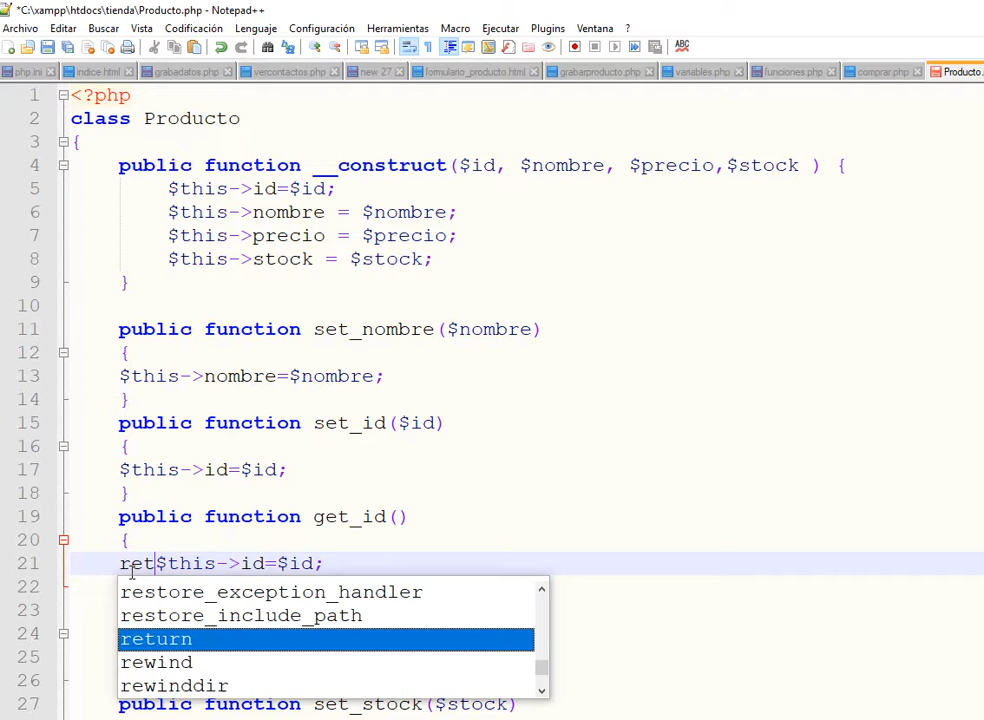 *C:\xampp\htdocs\tienda\Producto.php - Notepad++
Archivo Editar Buscar Vista Codificación Lenguaje Configuración Herramientas Macro Ejecutar Plugins Ventana ?
php.ini indice.html grabadatos.php vercontactos.php new 27 formulario_producto.html grabarproducto.php variables.php funciones.php comprar.php Producto.
1 <?php
2 class Producto
3 {
4 public function __construct($id, $nombre, $precio,$stock ) {
5 $this->id=$id;
6 $this->nombre = $nombre;
7 $this->precio = $precio;
8 $this->stock = $stock;
9 }
10
11 public function set_nombre($nombre)
12 {
13 $this->nombre=$nombre;
14 }
15 public function set_id($id)
16 {
17 $this->id=$id;
18 }
19 public function get_id()
20 {
21 ret$this->id=$id;
22
restore_exception_handler
23 restore_include_path
24 return
25 rewind
26 rewinddir
27 public function set_stock($stock)